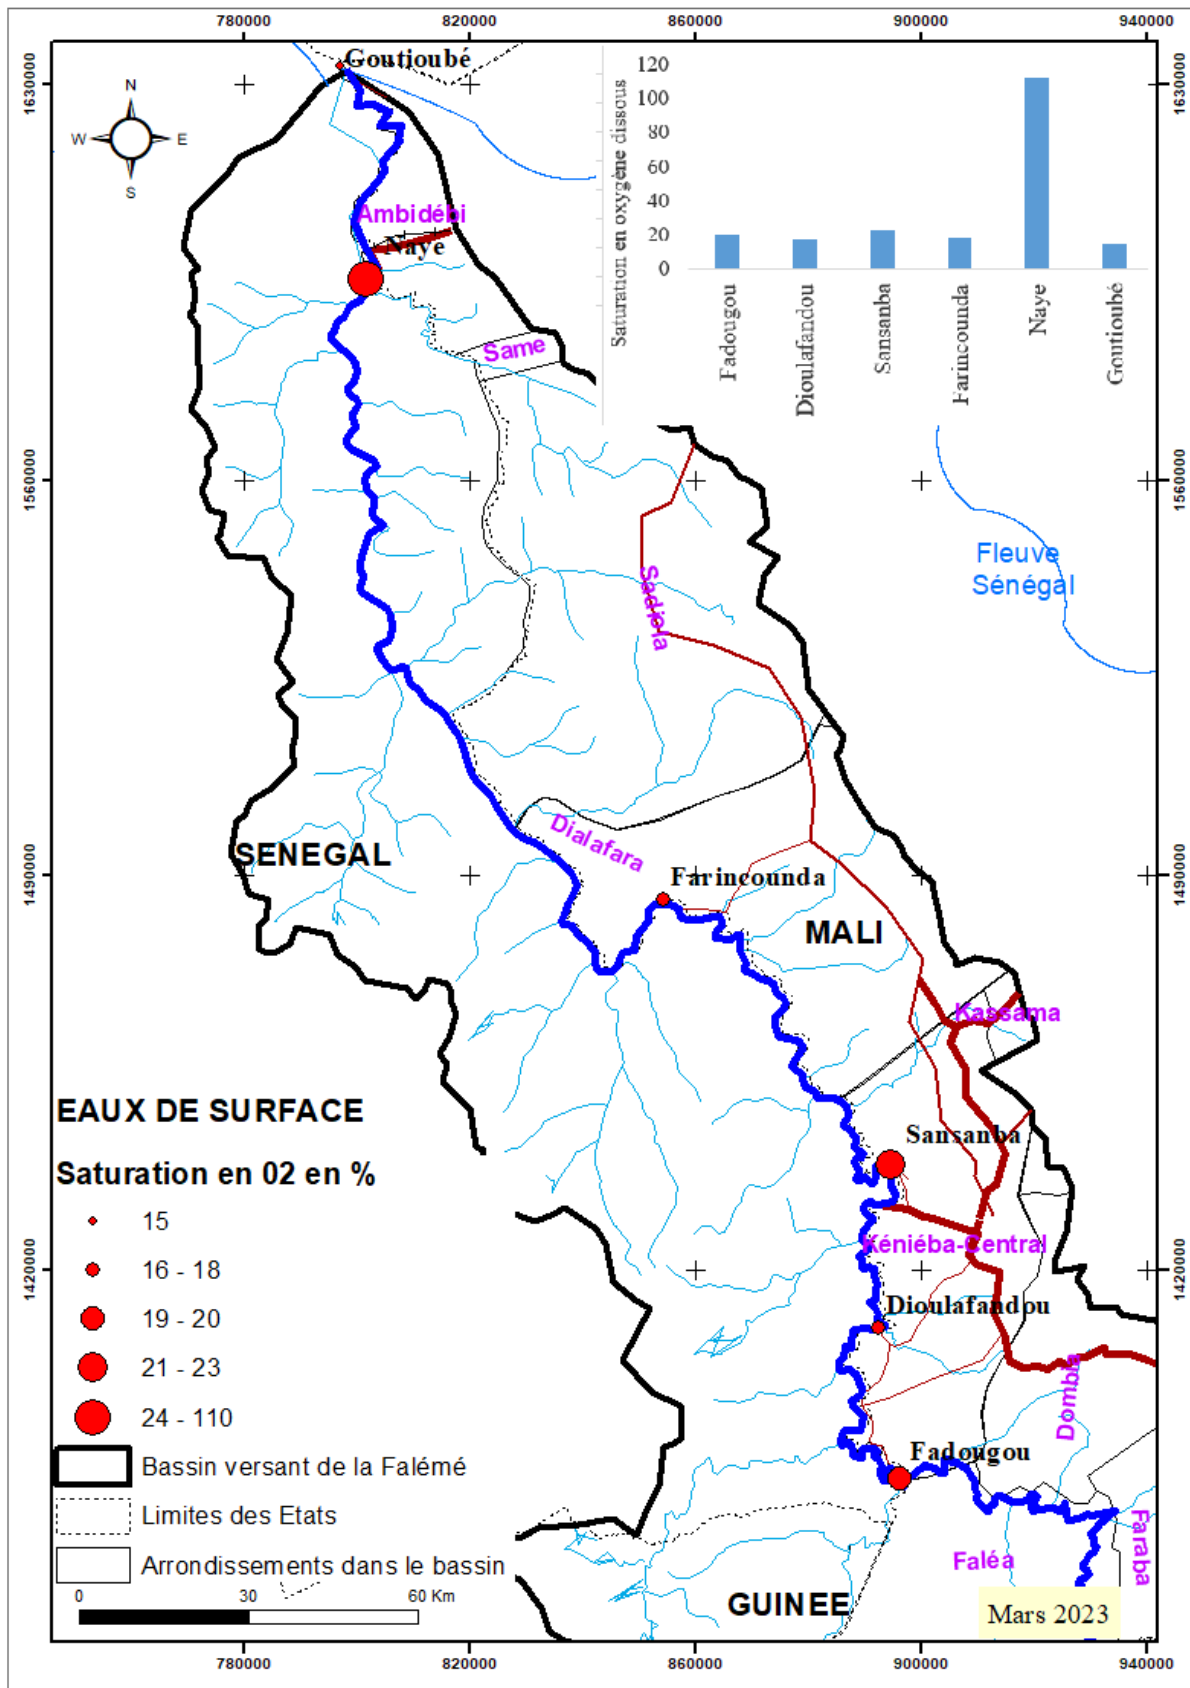 780000 820000 860000 900000 940000
1630000
1560000
1490000
1420000
1630000
1560000
1490000
1420000
N
W E
S
Goutioubé
Ambidébi
Naye
Same
Saturation en oxygène dissous
120
100
80
60
40
20
0
Fadougou
Dioulafandou
Sansanba
Farincounda
Naye
Goutioubé
Fleuve
Sénégal
Sadiola
Dialafara
SENEGAL
Farincounda
MALI
Kassama
Sansanba
Kéniéba-Central
Dioulafandou
Dombia
Fadougou
Faléa
Faraba
GUINEE
Mars 2023
EAUX DE SURFACE
Saturation en 02 en %
15
16 - 18
19 - 20
21 - 23
24 - 110
Bassin versant de la Falémé
Limites des Etats
Arrondissements dans le bassin
0 30 60 Km
780000 820000 860000 900000 940000